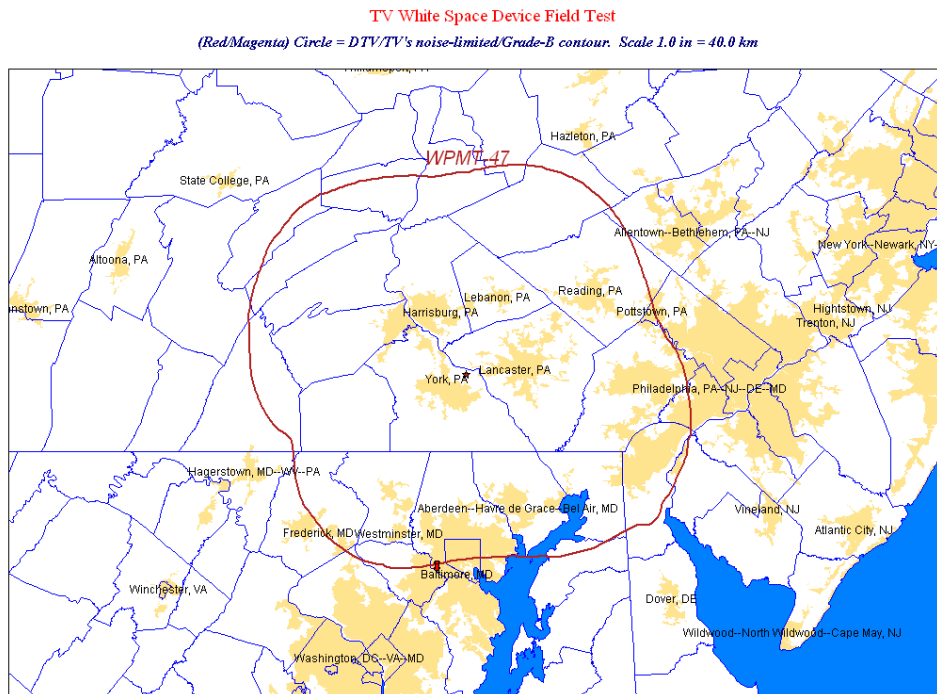 TV White Space Device Field Test
(Red/Magenta) Circle = DTV/TV's noise-limited/Grade-B contour. Scale 1.0 in = 40.0 km
Hazleton, PA
WPMT-47
State College, PA
Allentown--Bethlehem, PA--NJ
New York--Newark, NY-
Altoona, PA
Reading, PA
Lebanon, PA
nstown, PA
Harrisburg, PA
Pottstown, PA
Hightstown, NJ
Trenton, NJ
Lancaster, PA
York, PA
Philadelphia, PA--NJ--DE--MD
Hagerstown, MD--WV--PA
Aberdeen--Havre de Grace--Bel Air, MD
Vineland, NJ
Atlantic City, NJ
Frederick, MD
Westminster, MD
Baltimore, MD
Winchester, VA
Dover, DE
Wildwood--North Wildwood--Cape May, NJ
Washington, DC--VA--MD